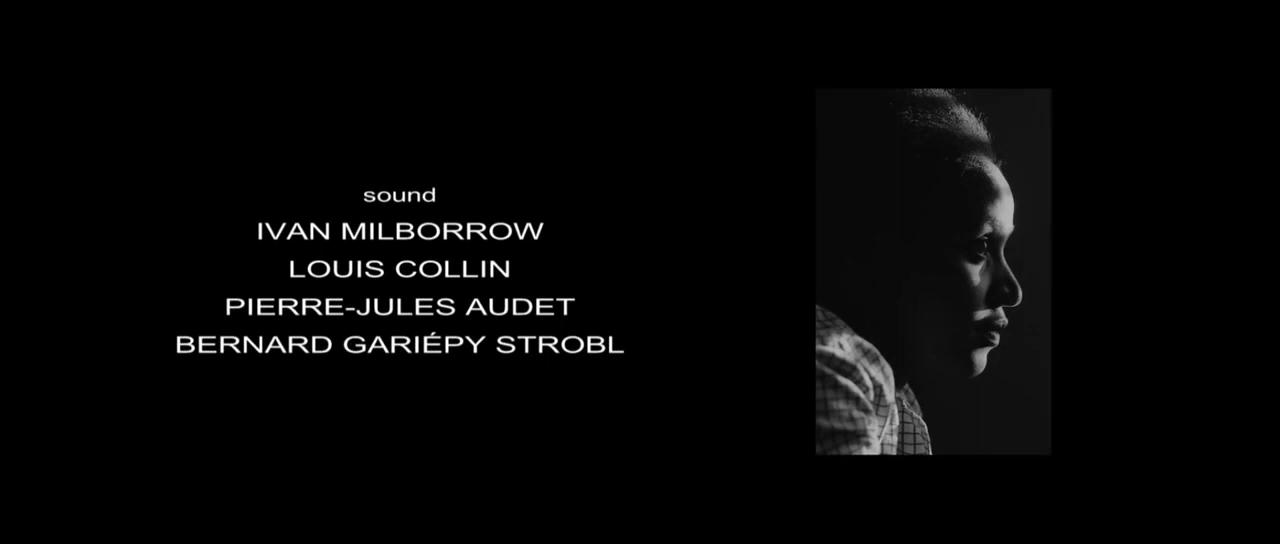 sound
IVAN MILBORROW
LOUIS COLLIN
PIERRE-JULES AUDET
BERNARD GARIÉPY STROBL